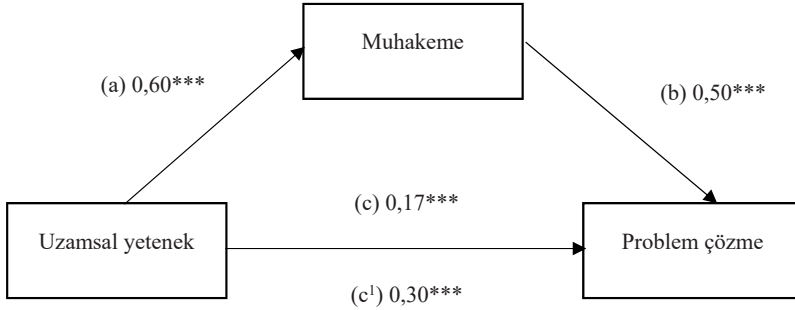 Muhakeme
(a) 0,60***
(b) 0,50***
(c) 0,17***
Uzamsal yetenek
Problem çözme
(c¹) 0,30***